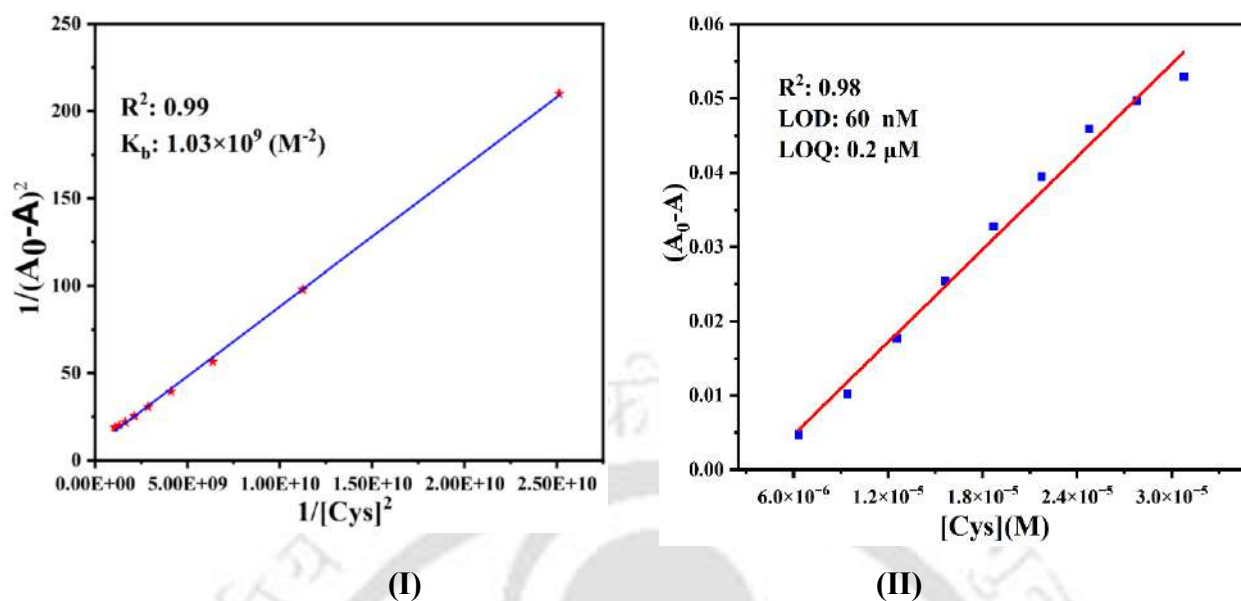 250
200
150
100
50
0
R²: 0.99
K_b: 1.03×10⁹ (M⁻²)
1/(A0-A)²
0.00E+00 5.00E+09 1.00E+10 1.50E+10 2.00E+10 2.50E+10
1/[Cys]²
(I)
0.06
0.05
0.04
0.03
0.02
0.01
0.00
R²: 0.98
LOD: 60 nM
LOQ: 0.2 μM
(A₀-A)
6.0×10⁻⁶ 1.2×10⁻⁵ 1.8×10⁻⁵ 2.4×10⁻⁵ 3.0×10⁻⁵
[Cys](M)
(II)